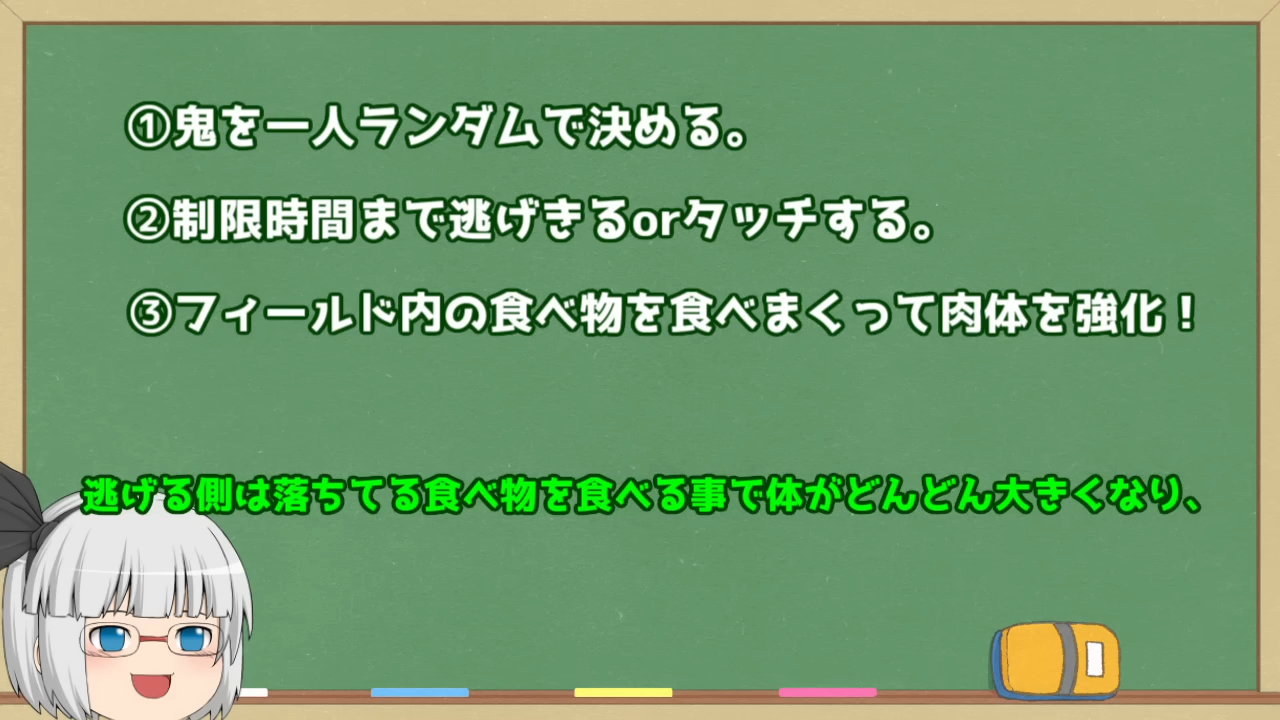 ①鬼を一人ランダムで決める。
②制限時間まで逃げきるorタッチする。
③フィールド内の食べ物を食べまくって肉体を強化！
逃げる側は落ちてる食べ物を食べる事で体がどんどん大きくなり、